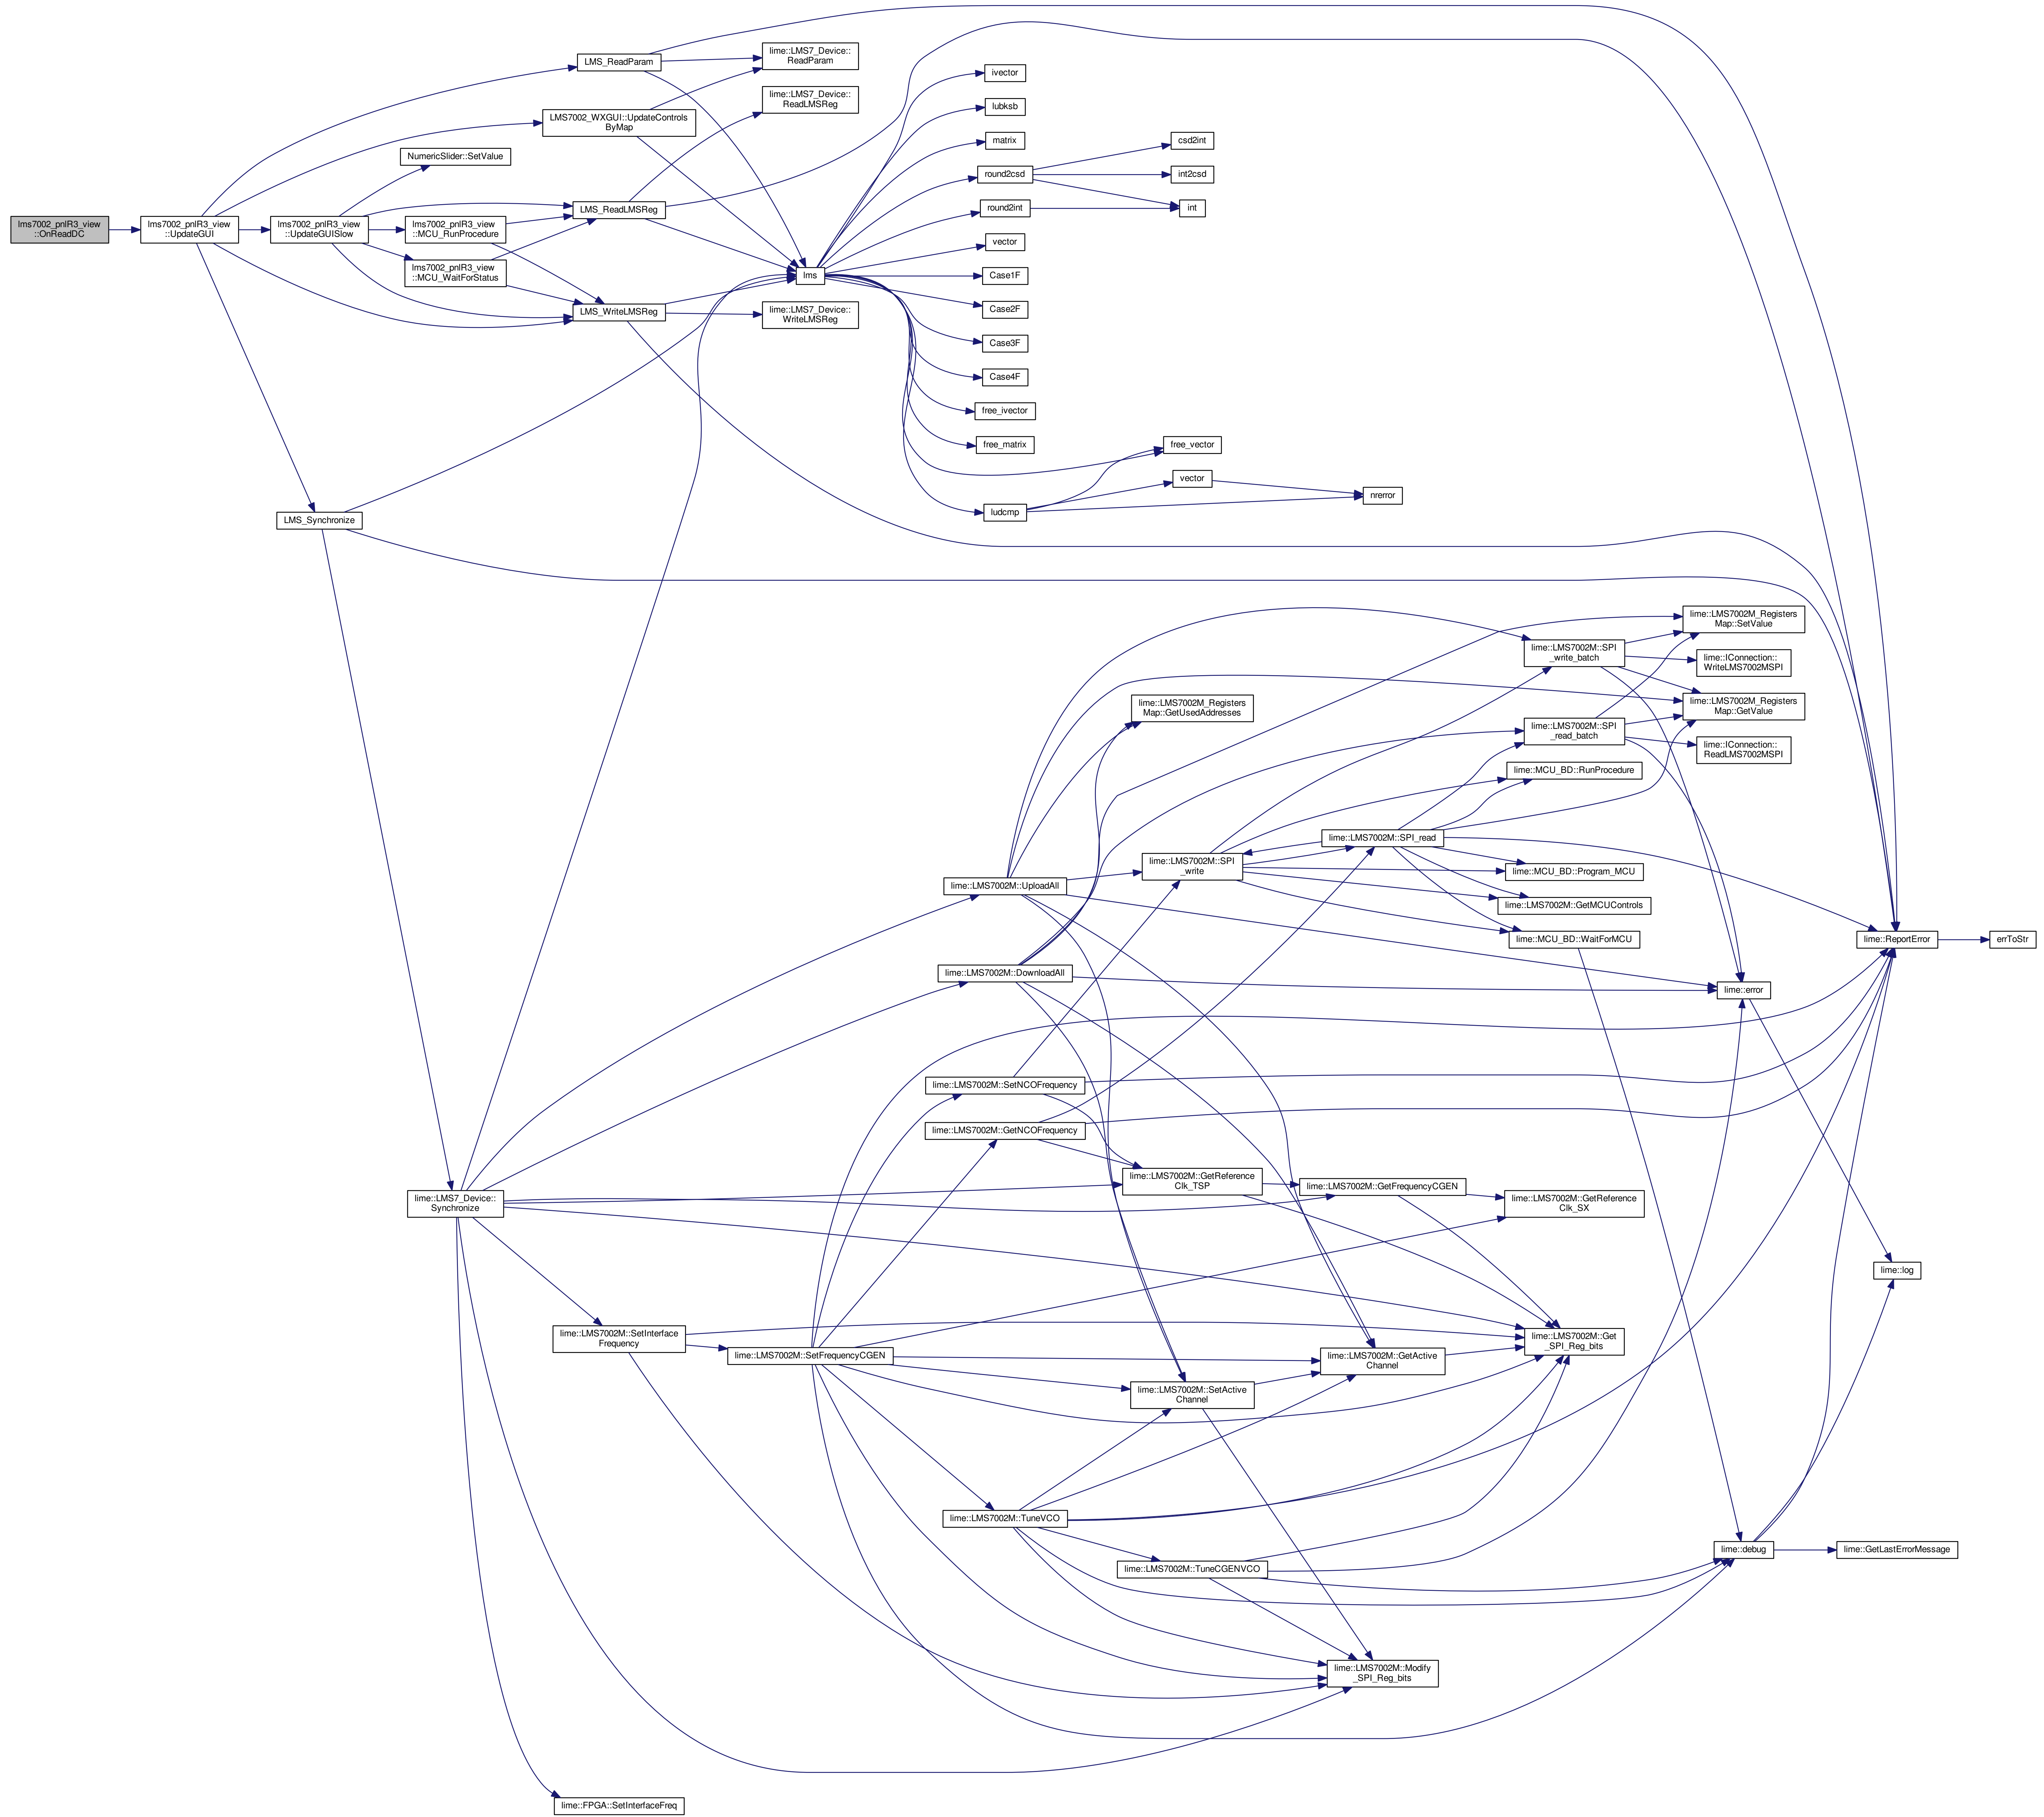 lms7002_pnlR3_view
::OnReadDC
lms7002_pnlR3_view
::UpdateGUI
LMS_ReadParam
LMS7002_WXGUI::UpdateControls
ByMap
NumericSlider::SetValue
lms7002_pnlR3_view
::UpdateGUISlow
LMS_ReadLMSReg
lms7002_pnlR3_view
::MCU_RunProcedure
lms7002_pnlR3_view
::MCU_WaitForStatus
LMS_WriteLMSReg
LMS_Synchronize
lime::LMS7_Device::
ReadParam
lime::LMS7_Device::
ReadLMSReg
lms
lime::LMS7_Device::
WriteLMSReg
ivector
lubksb
matrix
round2csd
round2int
vector
Case1F
Case2F
Case3F
Case4F
free_ivector
free_matrix
ludcmp
csd2int
int2csd
int
free_vector
vector
nrerror
lime::LMS7002M_Registers
Map::SetValue
lime::LMS7002M::SPI
_write_batch
lime::IConnection::
WriteLMS7002MSPI
lime::LMS7002M_Registers
Map::GetUsedAddresses
lime::LMS7002M_Registers
Map::GetValue
lime::LMS7002M::SPI
_read_batch
lime::IConnection::
ReadLMS7002MSPI
lime::MCU_BD::RunProcedure
lime::LMS7002M::SPI_read
lime::LMS7002M::SPI
_write
lime::MCU_BD::Program_MCU
lime::LMS7002M::UploadAll
lime::LMS7002M::GetMCUControls
lime::MCU_BD::WaitForMCU
lime::ReportError
errToStr
lime::LMS7002M::DownloadAll
lime::error
lime::LMS7002M::SetNCOFrequency
lime::LMS7002M::GetNCOFrequency
lime::LMS7002M::GetReference
Clk_TSP
lime::LMS7002M::GetFrequencyCGEN
lime::LMS7002M::GetReference
Clk_SX
lime::LMS7_Device::
Synchronize
lime::log
lime::LMS7002M::SetInterface
Frequency
lime::LMS7002M::SetFrequencyCGEN
lime::LMS7002M::GetActive
Channel
lime::LMS7002M::Get
_SPI_Reg_bits
lime::LMS7002M::SetActive
Channel
lime::LMS7002M::TuneVCO
lime::LMS7002M::TuneCGENVCO
lime::debug
lime::GetLastErrorMessage
lime::LMS7002M::Modify
_SPI_Reg_bits
lime::FPGA::SetInterfaceFreq